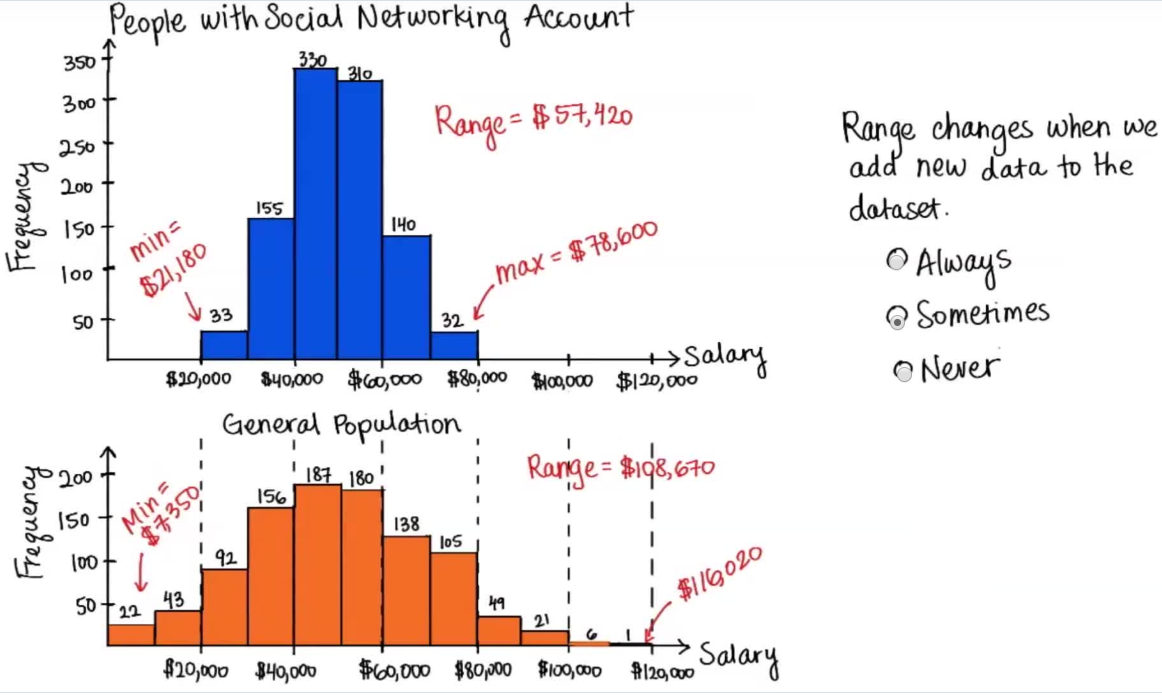 People with Social Networking Account
Frequency
350
300
250
200
150
100
50
33
155
330
310
140
32
min=
$21,180
Range = $57,420
max = $78,600
$20,000 $40,000 $60,000 $80,000 $100,000 $120,000
Salary
Range changes when we
add new data to the
dataset.
Always
Sometimes
Never
General Population
Frequency
200
150
100
50
22
43
92
156
187
180
138
105
49
21
6
1
Min =
$7,350
Range = $108,670
$116,020
$20,000 $40,000 $60,000 $80,000 $100,000 $120,000
Salary